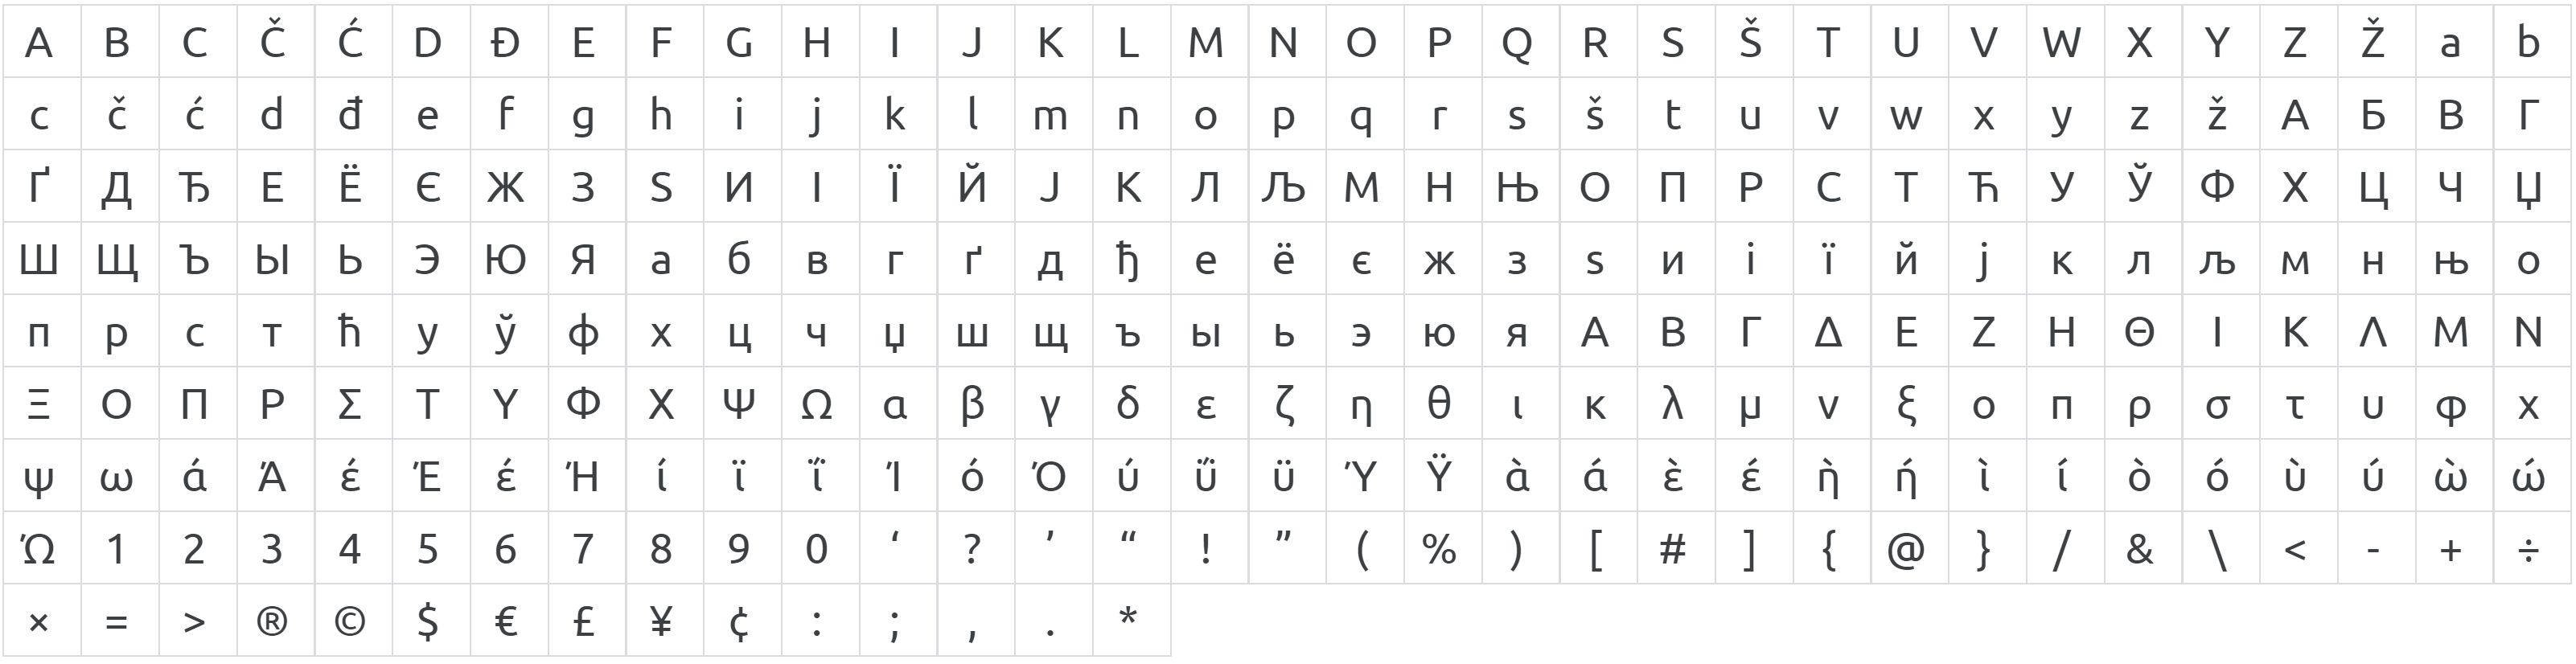 A B C Č Ć D Đ E F G H I J K L M N O P Q R S Š T U V W X Y Z Ž a b
c č ć d đ e f g h i j k l m n o p q r s š t u v w x y z ž А Б В Г
Ґ Д Ђ Е Ё Є Ж З Ѕ И І Ї Й Ј К Л Љ М Н Њ О П Р С Т Ћ У Ў Ф Х Ц Ч Џ
Ш Щ Ъ Ы Ь Э Ю Я а б в г ґ д ђ е ё є ж з ѕ и і ї й ј к л љ м н њ о
п р с т ћ у ў ф х ц ч џ ш щ ъ ы ь э ю я Α Β Γ Δ Ε Ζ Η Θ Ι Κ Λ Μ Ν
Ξ Ο Π Ρ Σ Τ Υ Φ Χ Ψ Ω α β γ δ ε ζ η θ ι κ λ μ ν ξ ο π ρ σ τ υ φ χ
ψ ω ά Ά έ Έ έ Ή ί ϊ ΐ Ί ό Ό ύ ΰ ϋ Ύ Ϋ ὰ ά ὲ έ ὴ ή ὶ ί ὸ ό ὺ ύ ὼ ώ
Ώ 1 2 3 4 5 6 7 8 9 0 ‘ ? ’ “ ! ” ( % ) [ # ] { @ } / & \ < - + ÷
× = > ® © $ € £ ¥ ¢ : ; , . *